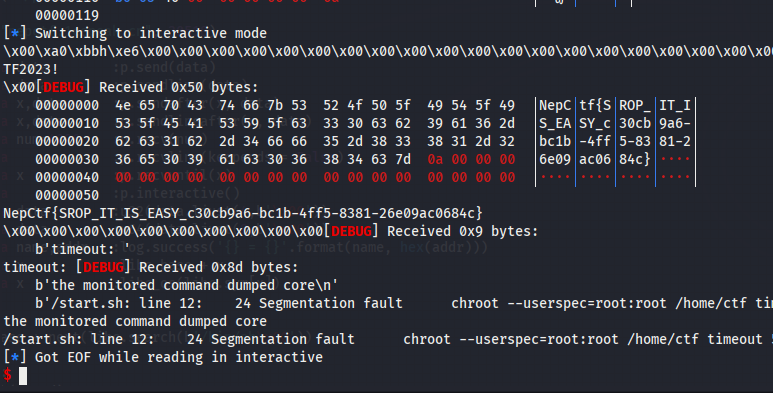 00000119
[*] Switching to interactive mode
\x00\xa0\xbbh\xe6\x00\x00\x00\x00\x00\x00\x00\x00\x00\x00\x00\x00\x00\x00\x00\x00\x00\x00\x00
TF2023!
\x00[DEBUG] Received 0x50 bytes:
00000000 4e 65 70 43 74 66 7b 53 52 4f 50 5f 49 54 5f 49 │NepC│tf{S│ROP_│IT_I│
00000010 53 5f 45 41 53 59 5f 63 33 30 63 62 39 61 36 2d │S_EA│SY_c│30cb│9a6-│
00000020 62 63 31 62 2d 34 66 66 35 2d 38 33 38 31 2d 32 │bc1b│-4ff│5-83│81-2│
00000030 36 65 30 39 61 63 30 36 38 34 63 7d 0a 00 00 00 │6e09│ac06│84c}│····│
00000040 00 00 00 00 00 00 00 00 00 00 00 00 00 00 00 00 │····│····│····│····│
00000050
NepCtf{SROP_IT_IS_EASY_c30cb9a6-bc1b-4ff5-8381-26e09ac0684c}
\x00\x00\x00\x00\x00\x00\x00\x00\x00\x00[DEBUG] Received 0x9 bytes:
b'timeout: '
timeout: [DEBUG] Received 0x8d bytes:
b'the monitored command dumped core\n'
b'/start.sh: line 12: 24 Segmentation fault chroot --userspec=root:root /home/ctf tim
the monitored command dumped core
/start.sh: line 12: 24 Segmentation fault chroot --userspec=root:root /home/ctf timeout 5
[*] Got EOF while reading in interactive
$